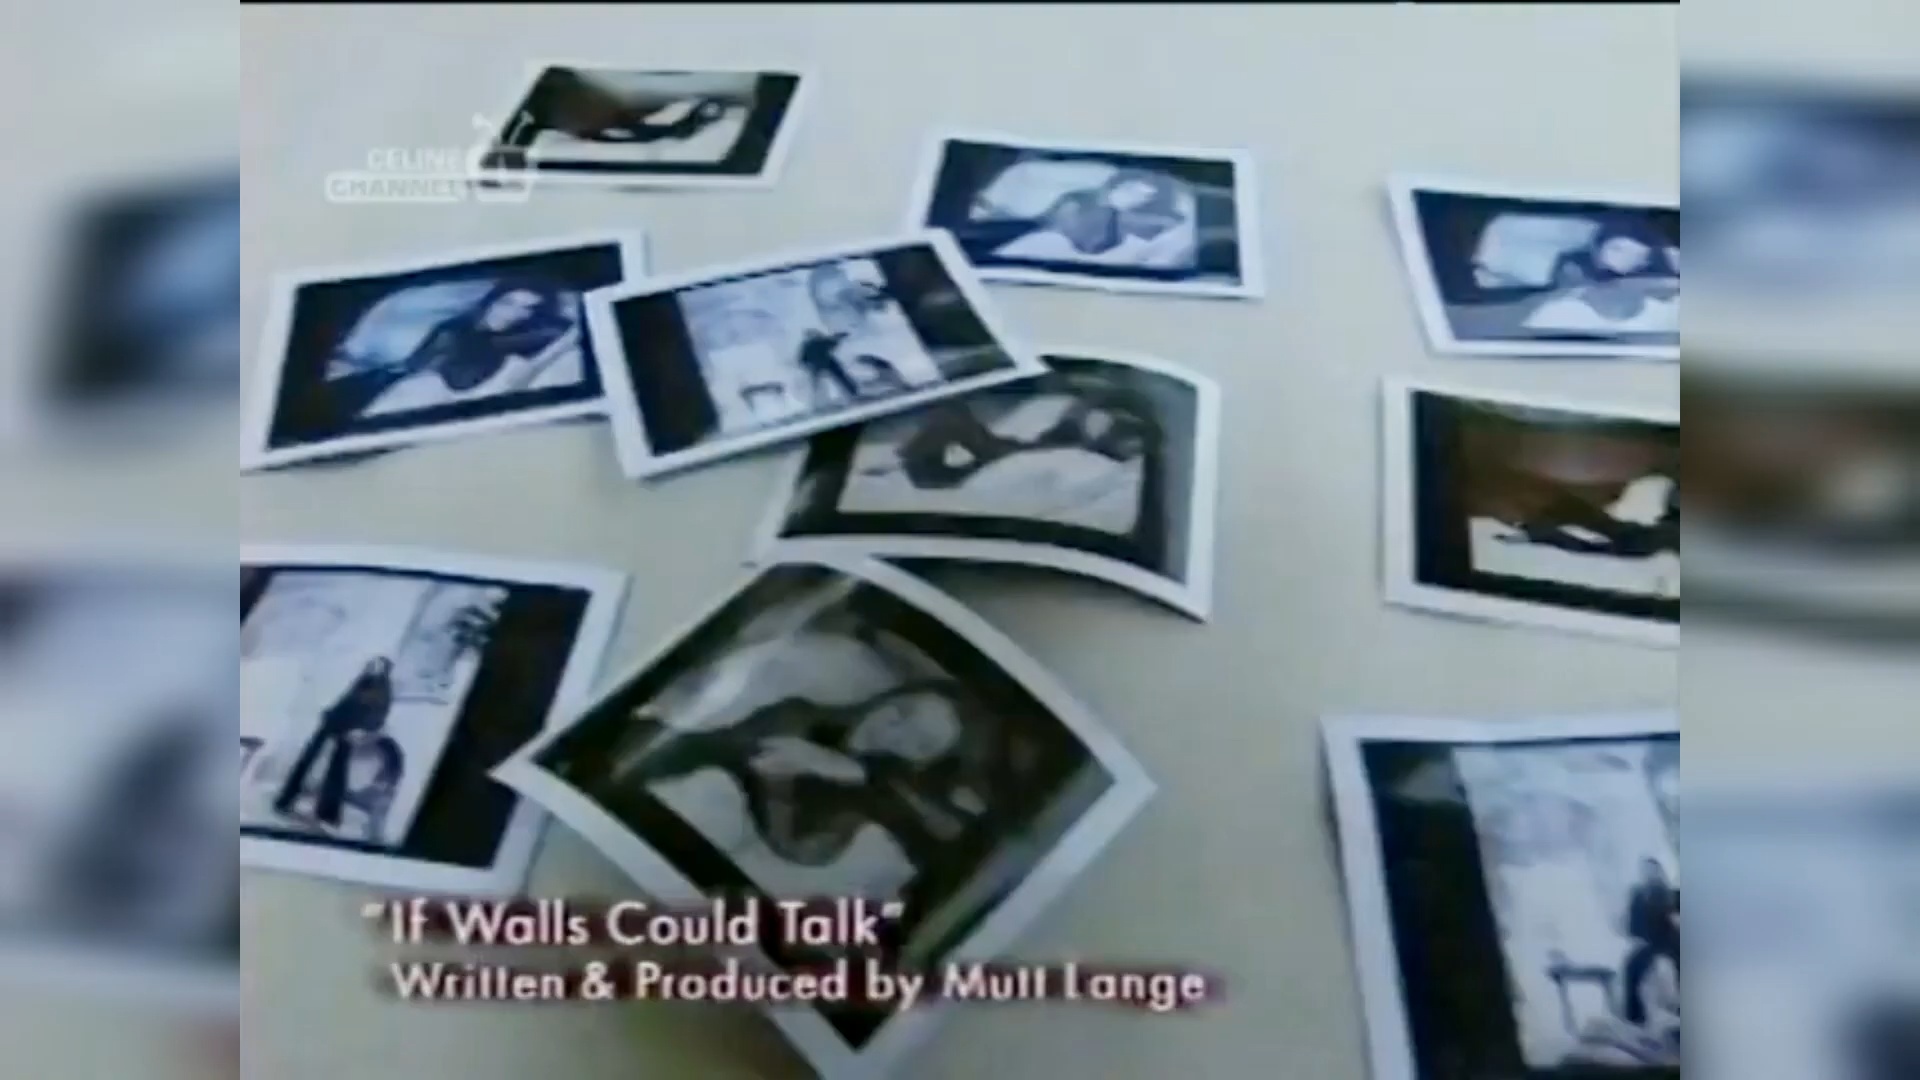 CELINE
CHANNEL
"If Walls Could Talk"
Written & Produced by Mutt Lange